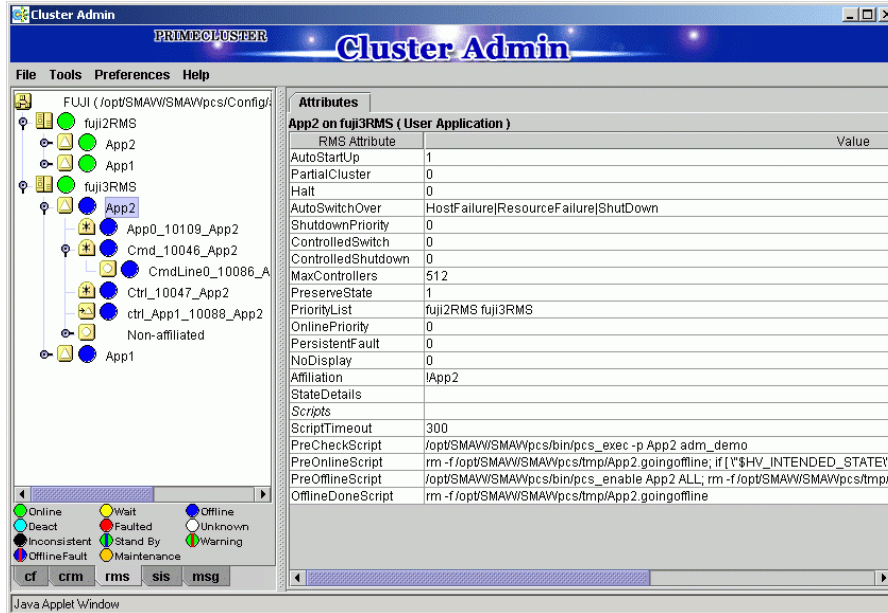 Cluster Admin
PRIMECLUSTER
Cluster Admin
File Tools Preferences Help
FUJI (/opt/SMAW/SMAWpcs/Config/
fuji2RMS
App2
App1
fuji3RMS
App2
App0_10109_App2
Cmd_10046_App2
CmdLine0_10086_A
Ctrl_10047_App2
ctrl_App1_10088_App2
Non-affiliated
App1
Online Wait Offline
Deact Faulted Unknown
Inconsistent Stand By Warning
OfflineFault Maintenance
cf crm rms sis msg
Attributes
App2 on fuji3RMS ( User Application )
RMS Attribute Value
AutoStartUp 1
PartialCluster 0
Halt 0
AutoSwitchOver HostFailure|ResourceFailure|ShutDown
ShutdownPriority 0
ControlledSwitch 0
ControlledShutdown 0
MaxControllers 512
PreserveState 1
PriorityList fuji2RMS fuji3RMS
OnlinePriority 0
PersistentFault 0
NoDisplay 0
Affiliation !App2
StateDetails
Scripts
ScriptTimeout 300
PreCheckScript /opt/SMAW/SMAWpcs/bin/pcs_exec -p App2 adm_demo
PreOnlineScript rm -f /opt/SMAW/SMAWpcs/tmp/App2.goingoffline; if [ \"$HV_INTENDED_STATE\"
PreOfflineScript /opt/SMAW/SMAWpcs/bin/pcs_enable App2 ALL; rm -f /opt/SMAW/SMAWpcs/tmp/
OfflineDoneScript rm -f /opt/SMAW/SMAWpcs/tmp/App2.goingoffline
Java Applet Window